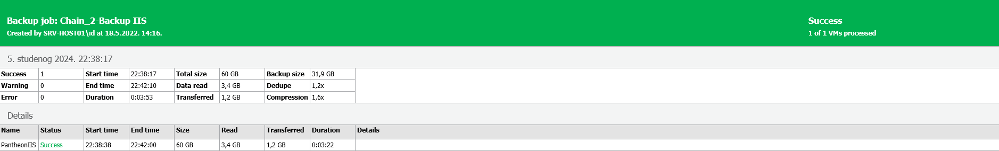 Backup job: Chain_2-Backup IIS Success
Created by SRV-HOST01\id at 18.5.2022. 14:16. 1 of 1 VMs processed
5. studenog 2024. 22:38:17
Success 1 Start time 22:38:17 Total size 60 GB Backup size 31,9 GB
Warning 0 End time 22:42:10 Data read 3,4 GB Dedupe 1,2x
Error 0 Duration 0:03:53 Transferred 1,2 GB Compression 1,6x
Details
Name Status Start time End time Size Read Transferred Duration Details
PantheonIIS Success 22:38:38 22:42:00 60 GB 3,4 GB 1,2 GB 0:03:22